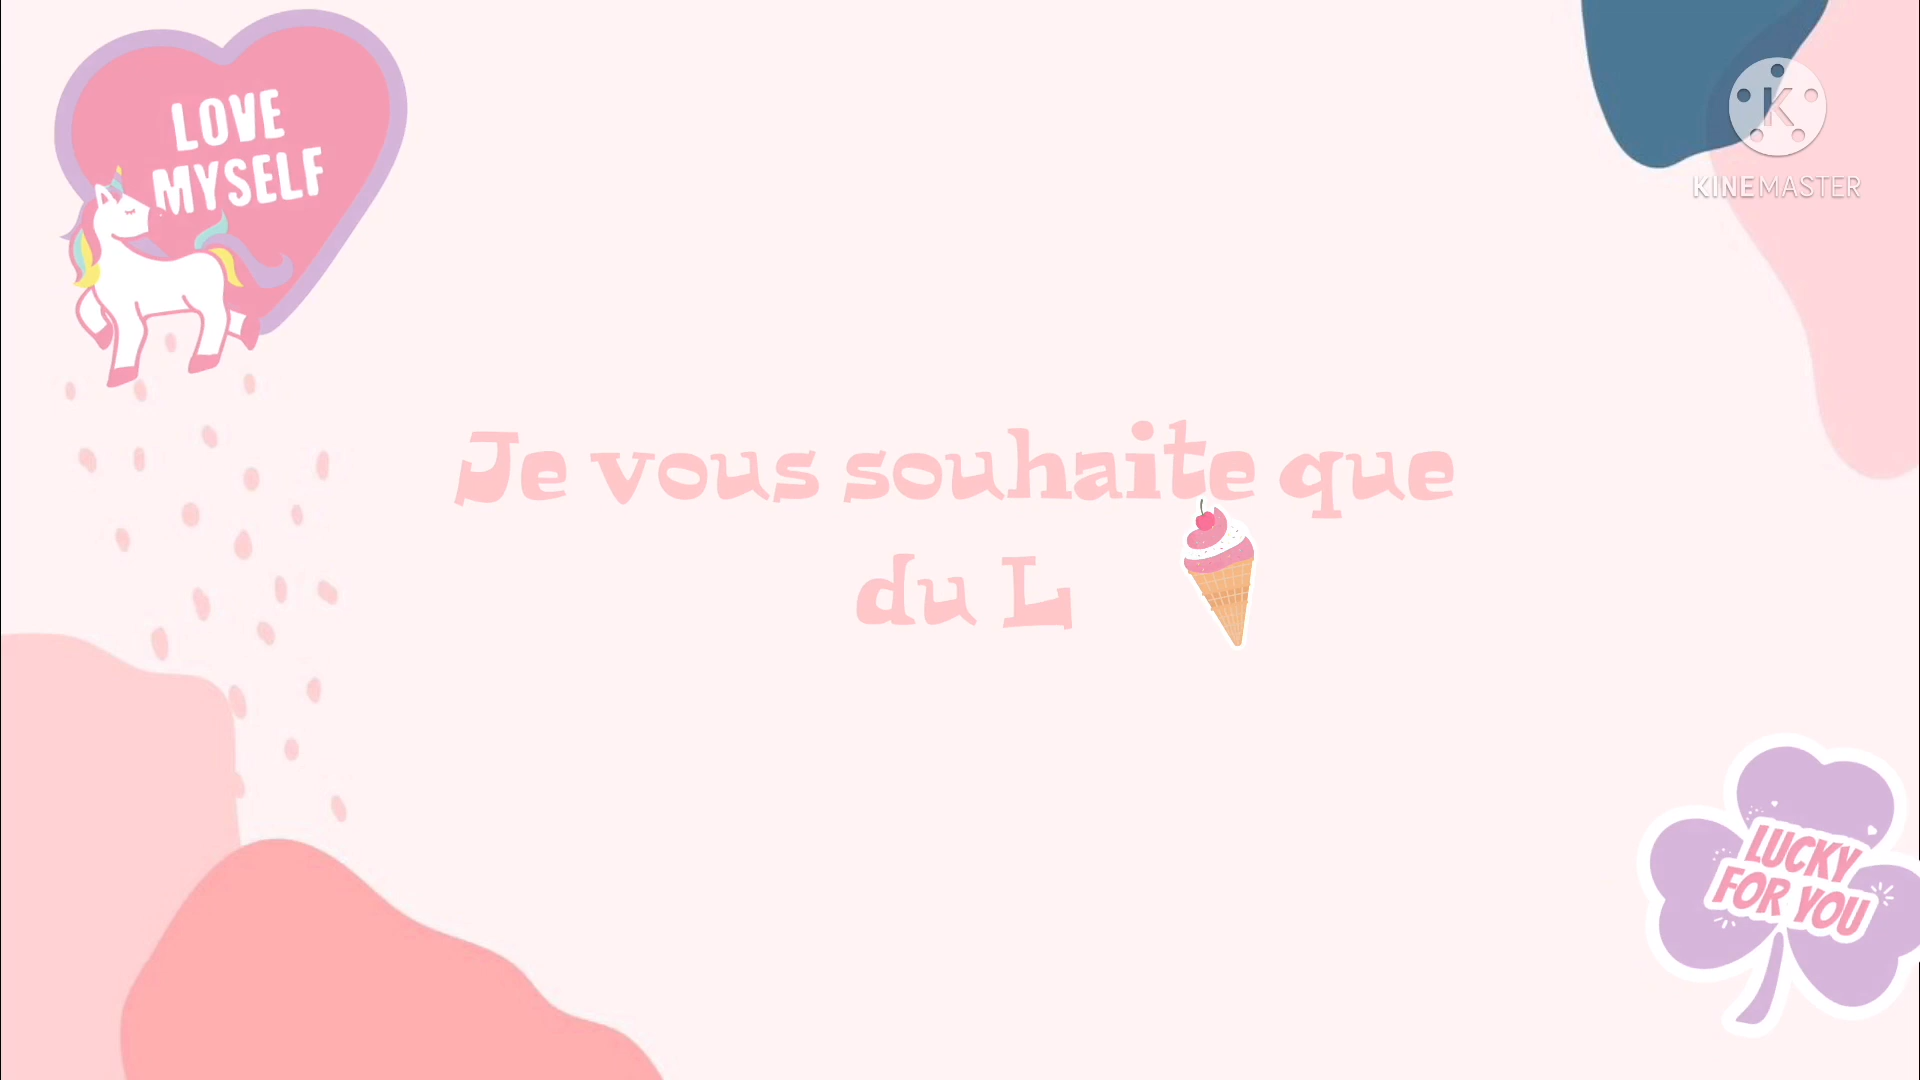 LOVE
MYSELF
K
KINEMASTER
Je vous souhaite que
du L
LUCKY
FOR YOU